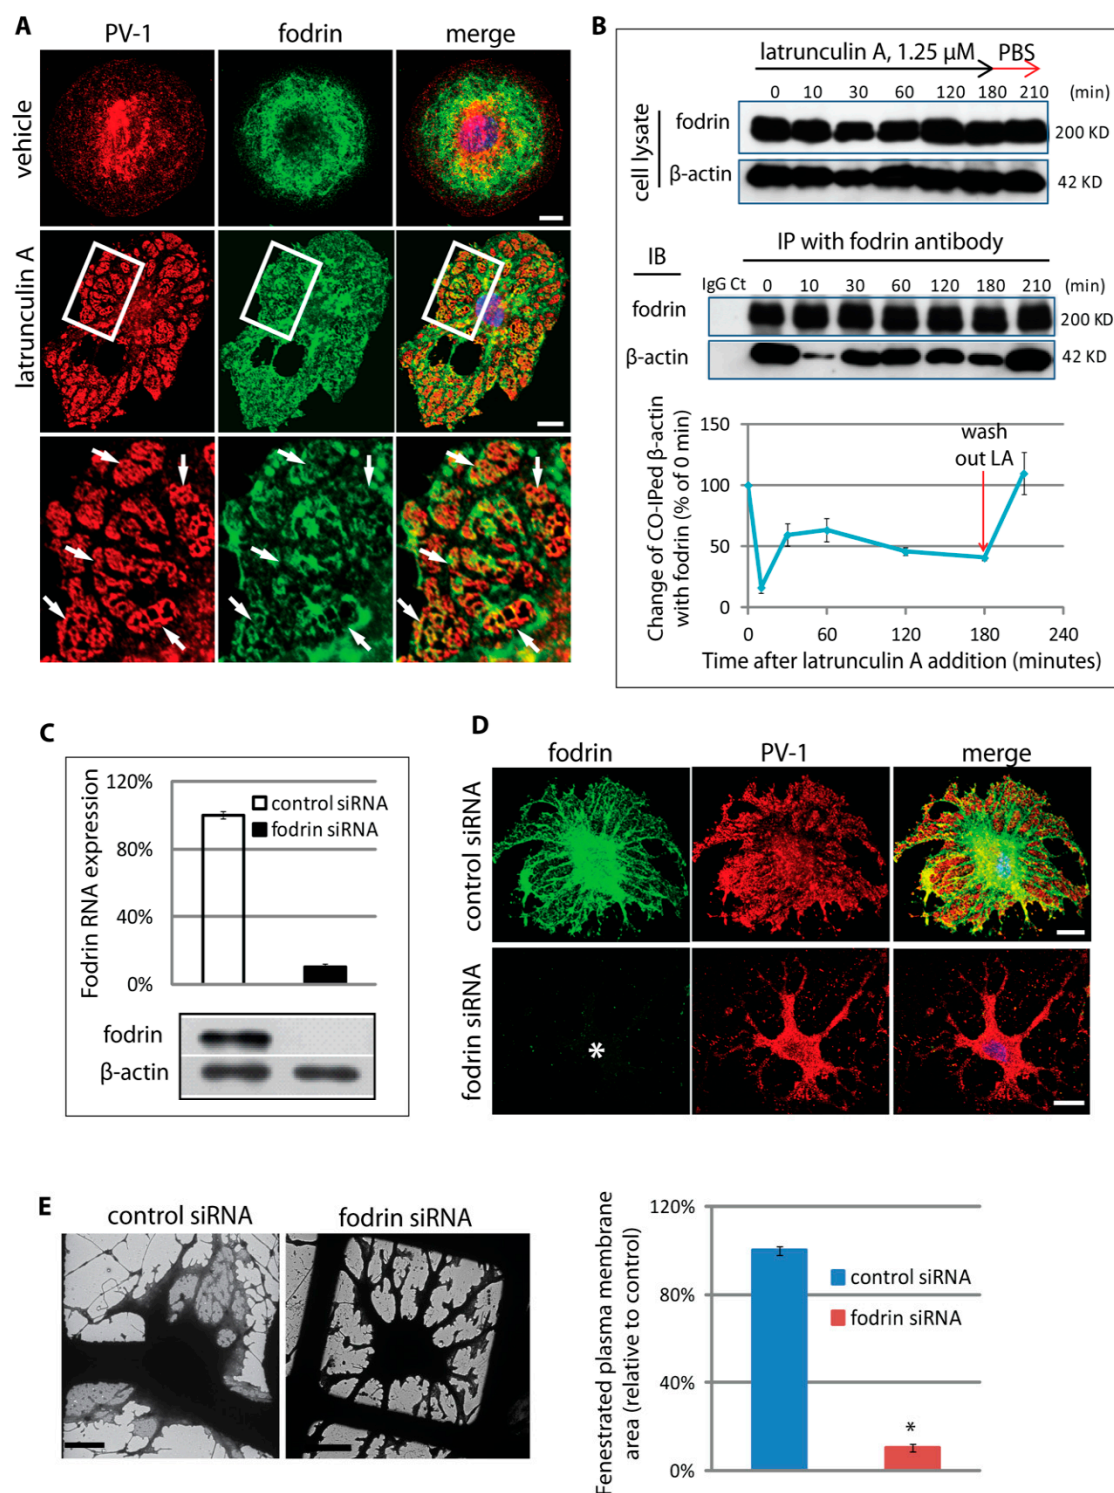 A
PV-1 fodrin merge
vehicle
latrunculin A
B
latrunculin A, 1.25 µM PBS
0 10 30 60 120 180 210 (min)
cell lysate
fodrin 200 KD
β-actin 42 KD
IB IP with fodrin antibody
IgG Ct 0 10 30 60 120 180 210 (min)
fodrin 200 KD
β-actin 42 KD
Change of CO-IPed β-actin
with fodrin (% of 0 min)
150
100
50
0
wash
out LA
0 60 120 180 240
Time after latrunculin A addition (minutes)
C
Fodrin RNA expression
120%
80%
40%
0%
control siRNA
fodrin siRNA
fodrin
β-actin
D
fodrin PV-1 merge
control siRNA
fodrin siRNA
*
E
control siRNA fodrin siRNA
Fenestrated plasma membrane
area (relative to control)
120%
80%
40%
0%
control siRNA
fodrin siRNA
*